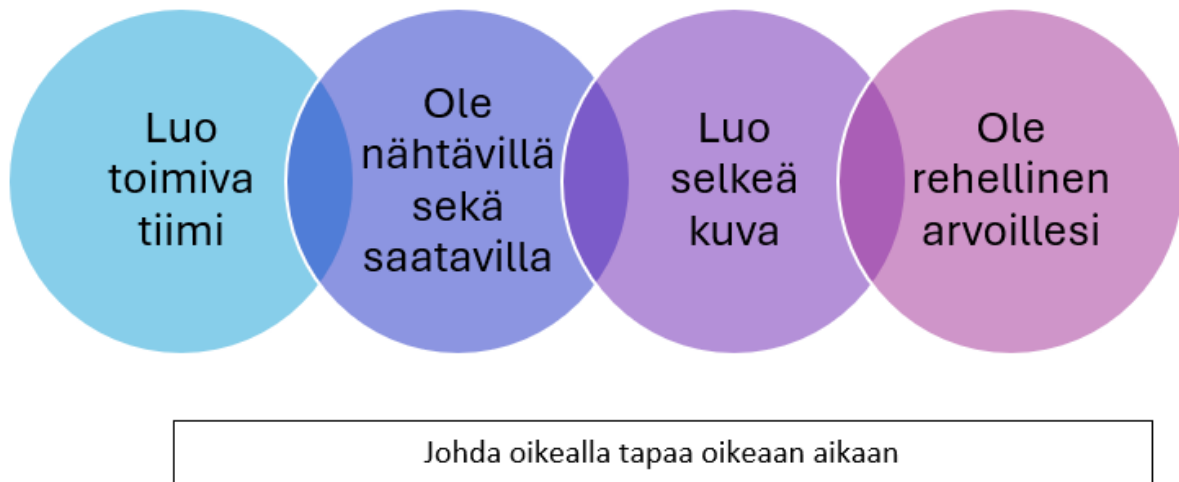 Luo
toimiva
tiimi
Ole
nähtävillä
sekä
saatavilla
Luo
selkeä
kuva
Ole
rehellinen
arvoillesi
Johda oikealla tapaa oikeaan aikaan